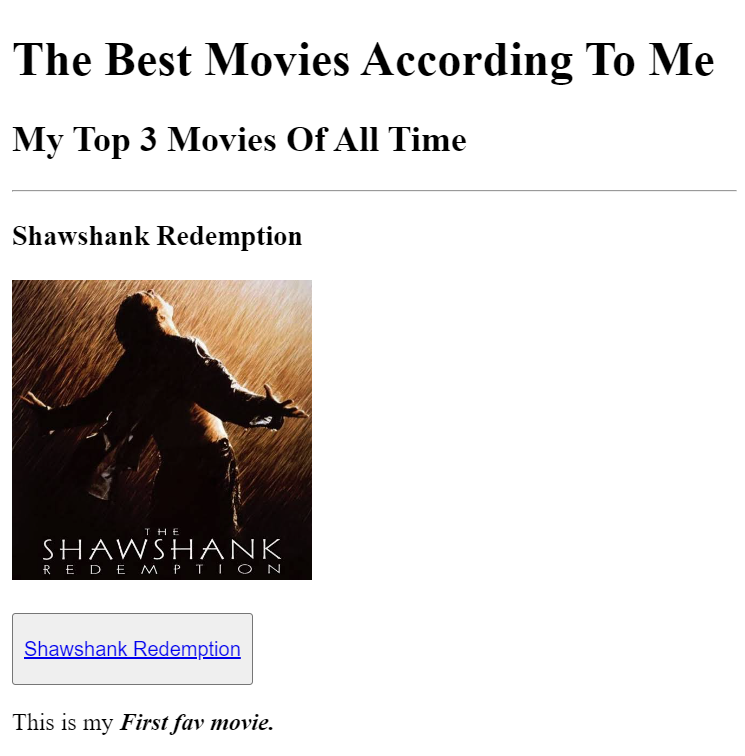 The Best Movies According To Me
My Top 3 Movies Of All Time
Shawshank Redemption
THE
SHAWSHANK
REDEMPTION
Shawshank Redemption
This is my First fav movie.